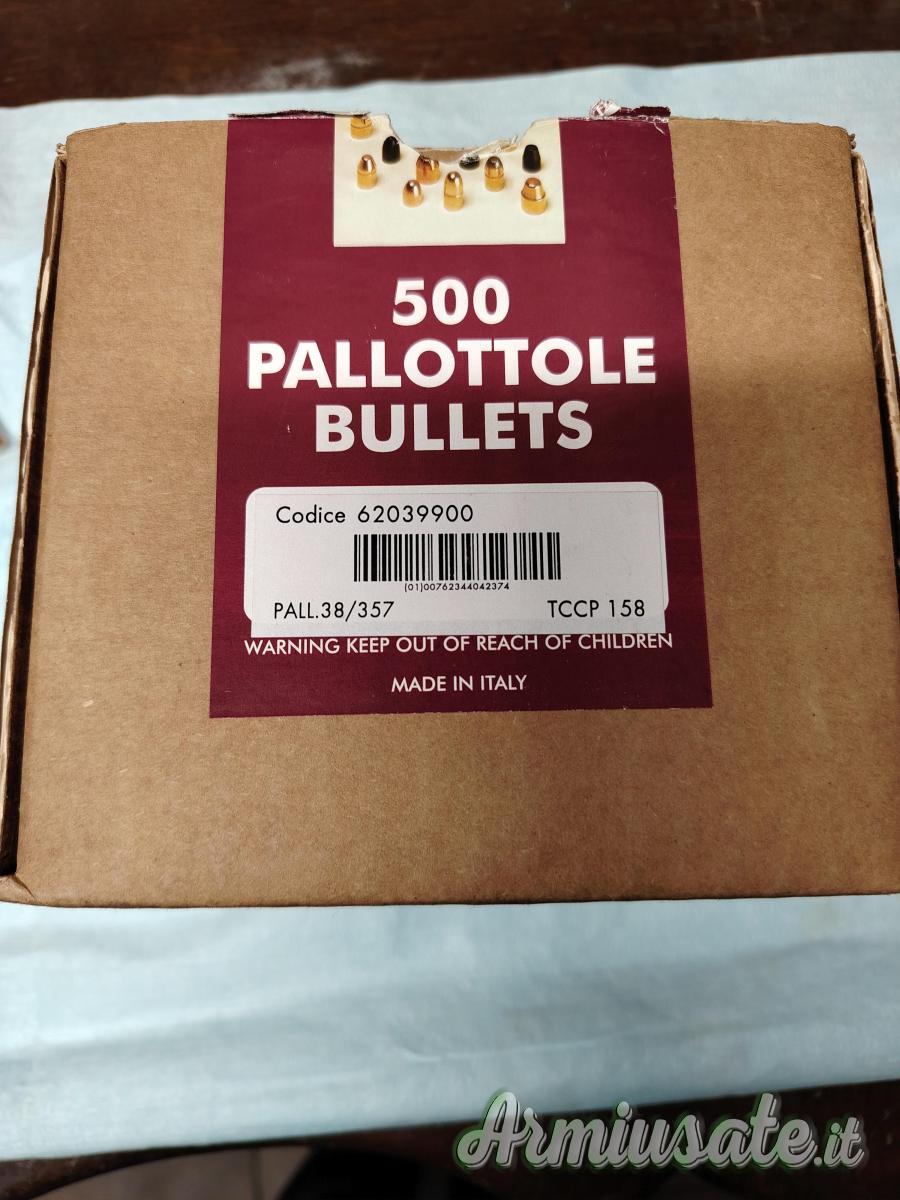 500
PALLOTTOLE
BULLETS
Codice 62039900
(01)00762344042374
PALL.38/357 TCCP 158
WARNING KEEP OUT OF REACH OF CHILDREN
MADE IN ITALY
Armiusate.it